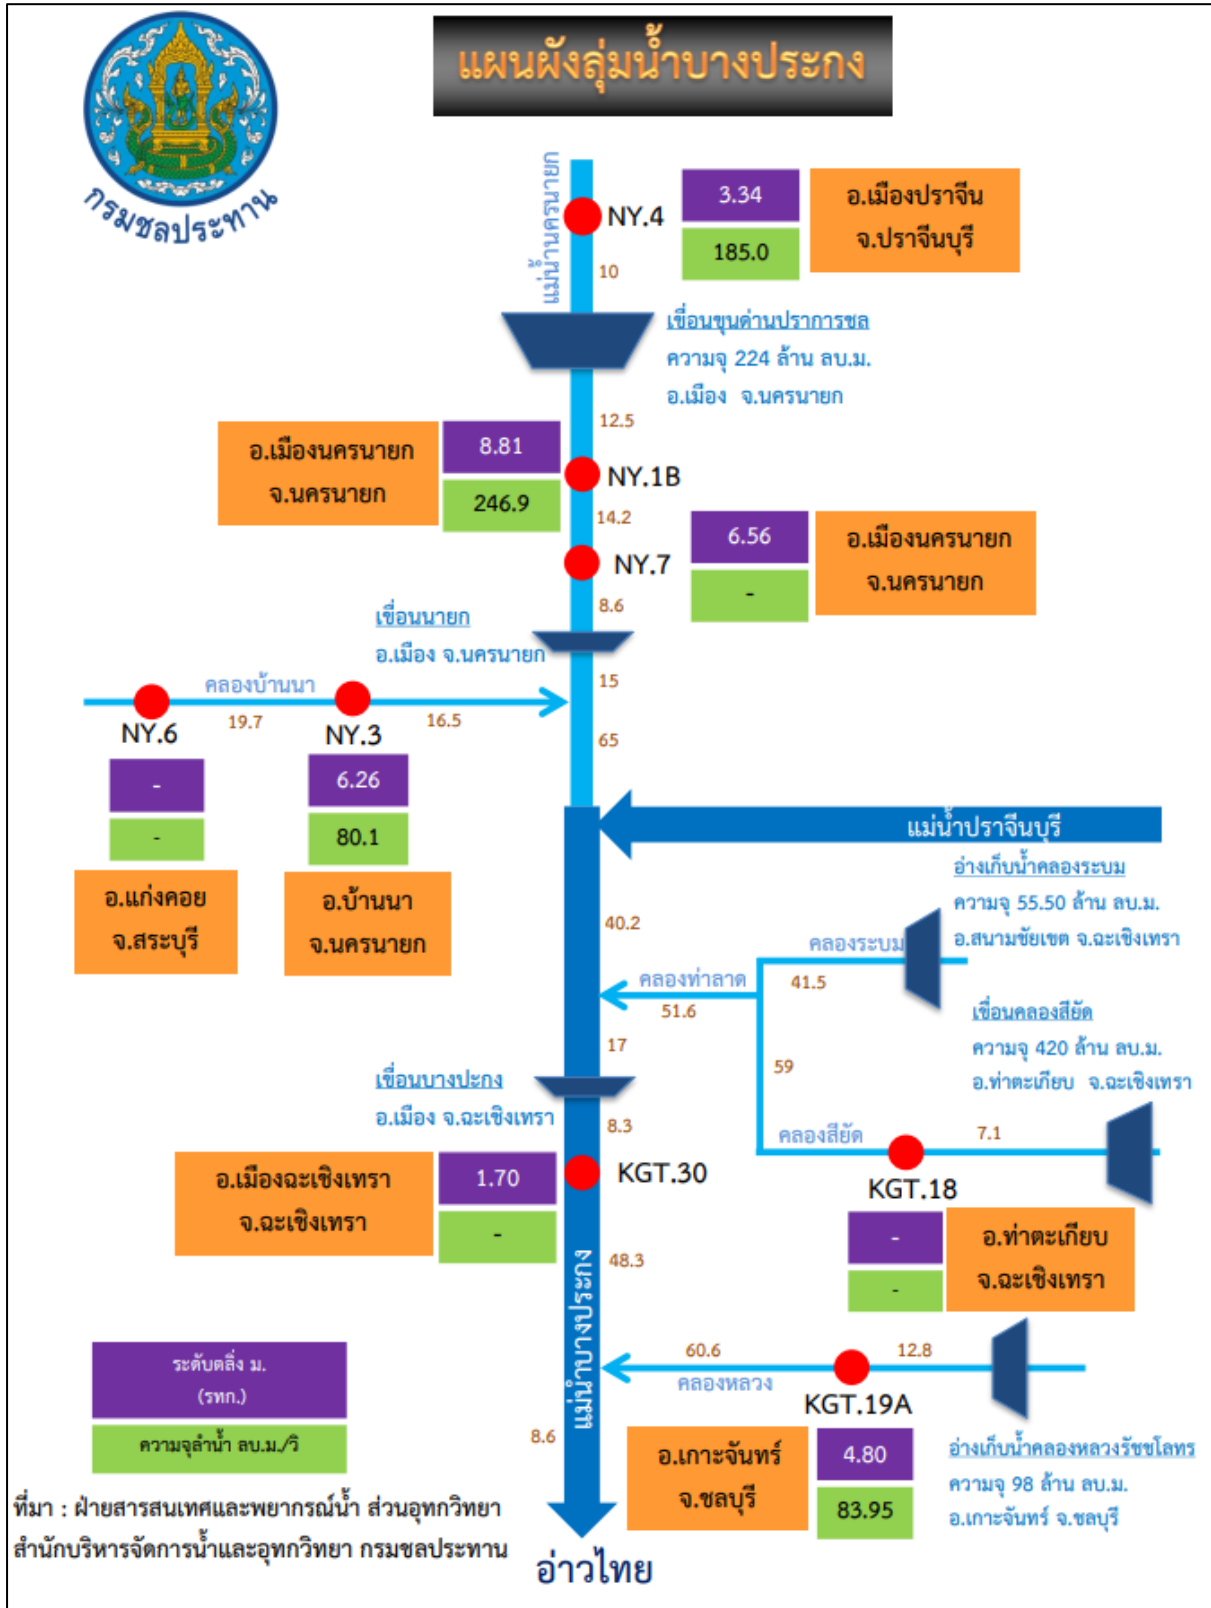 แผนผังลุ่มน้ำบางประกง
กรมชลประทาน
แม่น้ำนครนายก
NY.4
3.34
185.0
อ.เมืองปราจีน
จ.ปราจีนบุรี
10
เขื่อนขุนด่านปราการชล
ความจุ 224 ล้าน ลบ.ม.
อ.เมือง จ.นครนายก
12.5
อ.เมืองนครนายก
จ.นครนายก
8.81
246.9
NY.1B
14.2
NY.7
6.56
-
อ.เมืองนครนายก
จ.นครนายก
8.6
เขื่อนนายก
อ.เมือง จ.นครนายก
15
คลองบ้านนา
19.7
16.5
NY.6
NY.3
65
-
-
6.26
80.1
อ.แก่งคอย
จ.สระบุรี
อ.บ้านนา
จ.นครนายก
แม่น้ำปราจีนบุรี
อ่างเก็บน้ำคลองระบม
ความจุ 55.50 ล้าน ลบ.ม.
อ.สนามชัยเขต จ.ฉะเชิงเทรา
40.2
คลองระบม
41.5
คลองท่าลาด
51.6
เขื่อนคลองสียัด
ความจุ 420 ล้าน ลบ.ม.
อ.ท่าตะเกียบ จ.ฉะเชิงเทรา
17
59
เขื่อนบางปะกง
อ.เมือง จ.ฉะเชิงเทรา
8.3
คลองสียัด
7.1
อ.เมืองฉะเชิงเทรา
จ.ฉะเชิงเทรา
1.70
-
KGT.30
KGT.18
-
-
อ.ท่าตะเกียบ
จ.ฉะเชิงเทรา
48.3
แม่น้ำบางประกง
60.6
12.8
คลองหลวง
KGT.19A
ระดับตลิ่ง ม.
(รทก.)
ความจุลำน้ำ ลบ.ม./วิ
8.6
อ.เกาะจันทร์
จ.ชลบุรี
4.80
83.95
อ่างเก็บน้ำคลองหลวงรัชชโลทร
ความจุ 98 ล้าน ลบ.ม.
อ.เกาะจันทร์ จ.ชลบุรี
ที่มา : ฝ่ายสารสนเทศและพยากรณ์น้ำ ส่วนอุทกวิทยา
สำนักบริหารจัดการน้ำและอุทกวิทยา กรมชลประทาน
อ่าวไทย